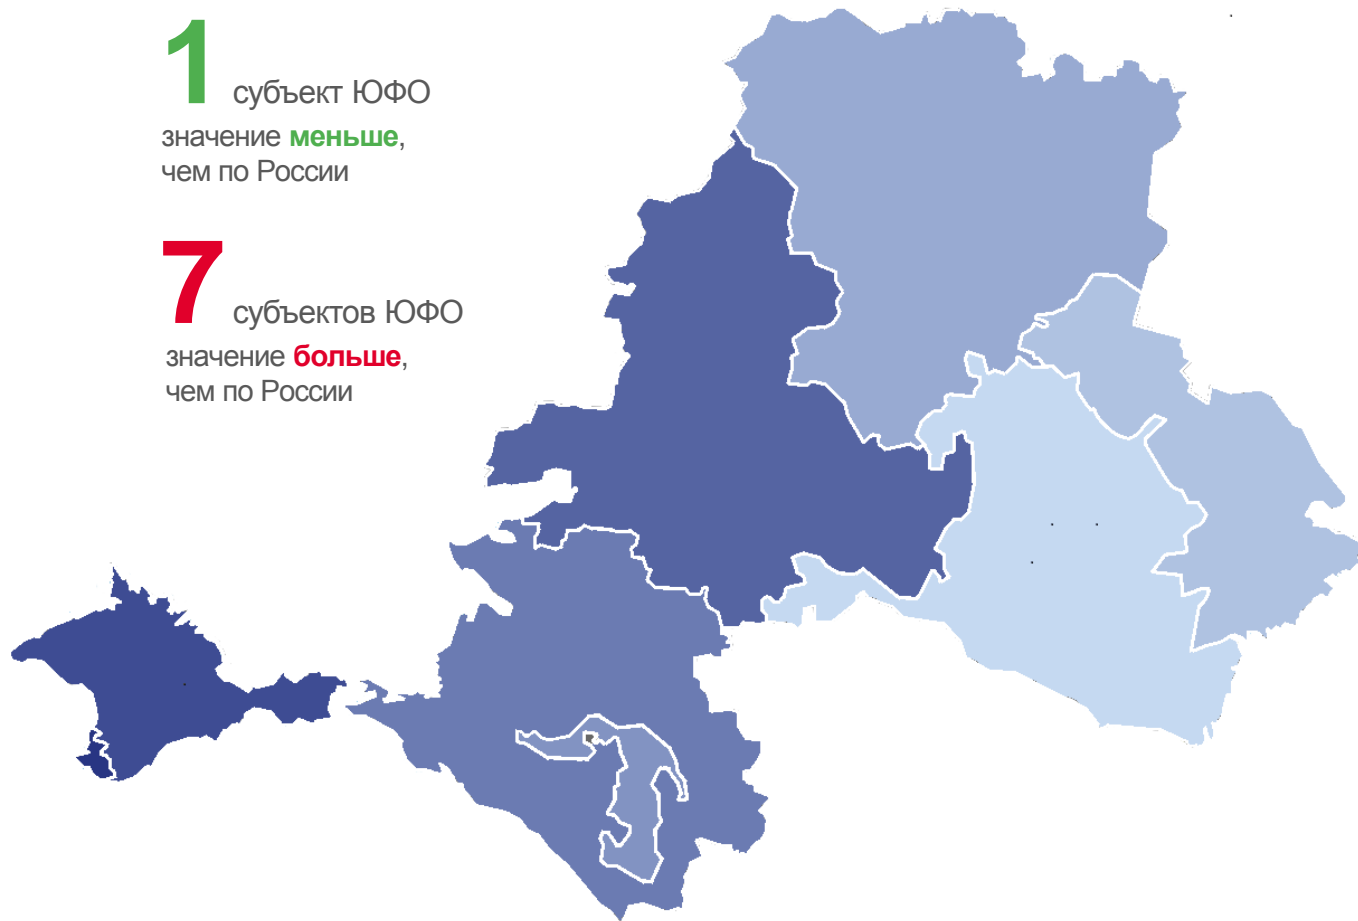 1 субъект ЮФО
значение меньше,
чем по России
7 субъектов ЮФО
значение больше,
чем по России